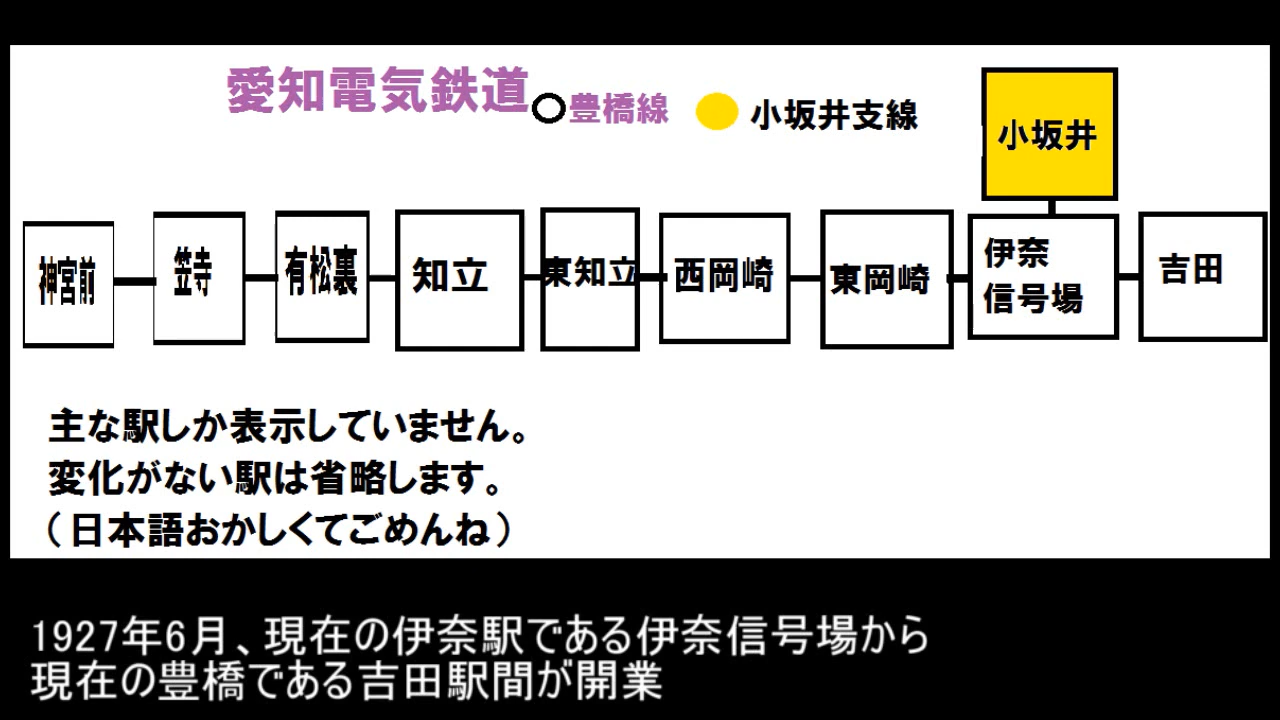 愛知電気鉄道
豊橋線
小坂井支線
小坂井
神宮前
笠寺
有松裏
知立
東知立
西岡崎
東岡崎
伊奈
信号場
吉田
主な駅しか表示していません。
変化がない駅は省略します。
（日本語おかしくてごめんね）
1927年6月、現在の伊奈駅である伊奈信号場から
現在の豊橋である吉田駅間が開業